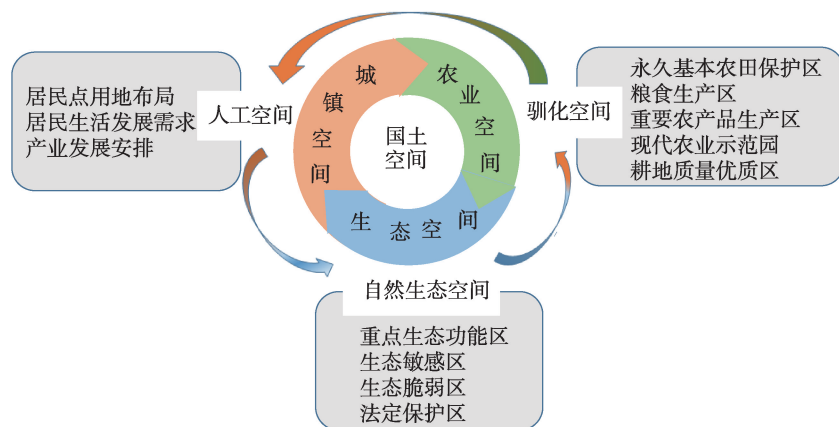 居民点用地布局
居民生活发展需求
产业发展安排
人工空间
城镇空间
农业空间
生态空间
国土
空间
驯化空间
永久基本农田保护区
粮食生产区
重要农产品生产区
现代农业示范园
耕地质量优质区
自然生态空间
重点生态功能区
生态敏感区
生态脆弱区
法定保护区